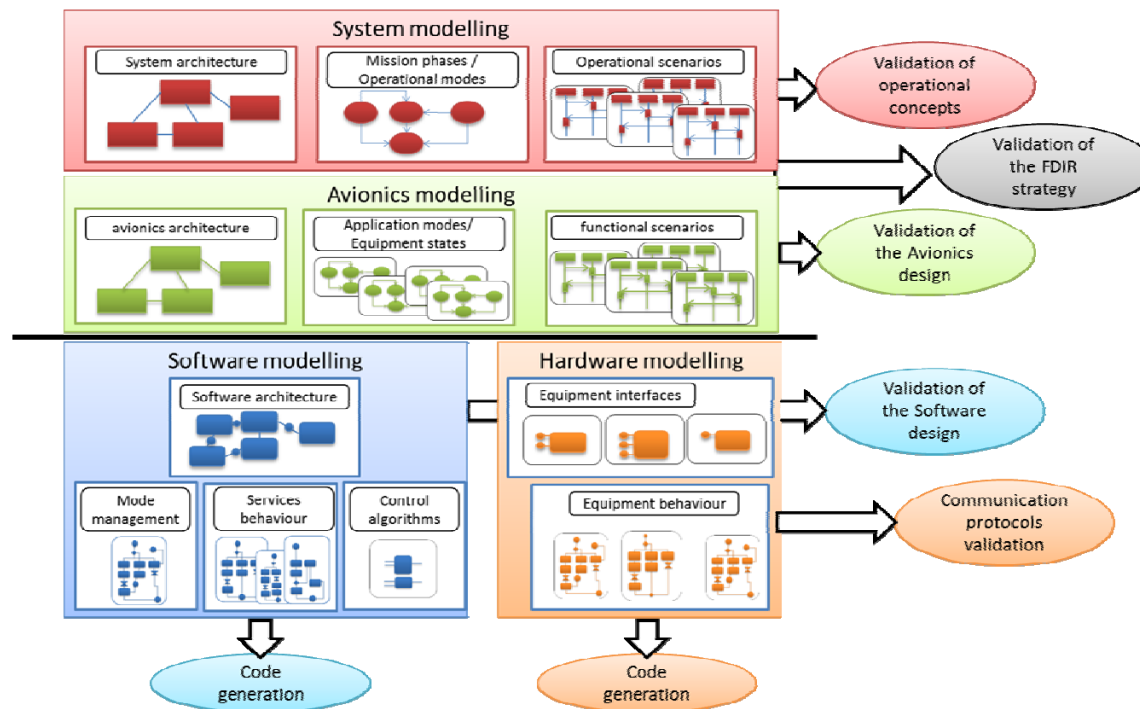 System modelling
System architecture
Mission phases /
Operational modes
Operational scenarios
Validation of
operational
concepts
Validation of
the FDIR
strategy
Avionics modelling
avionics architecture
Application modes/
Equipment states
functional scenarios
Validation of
the Avionics
design
Software modelling
Software architecture
Mode
management
Services
behaviour
Control
algorithms
Hardware modelling
Equipment interfaces
Equipment behaviour
Validation of
the Software
design
Communication
protocols
validation
Code
generation
Code
generation